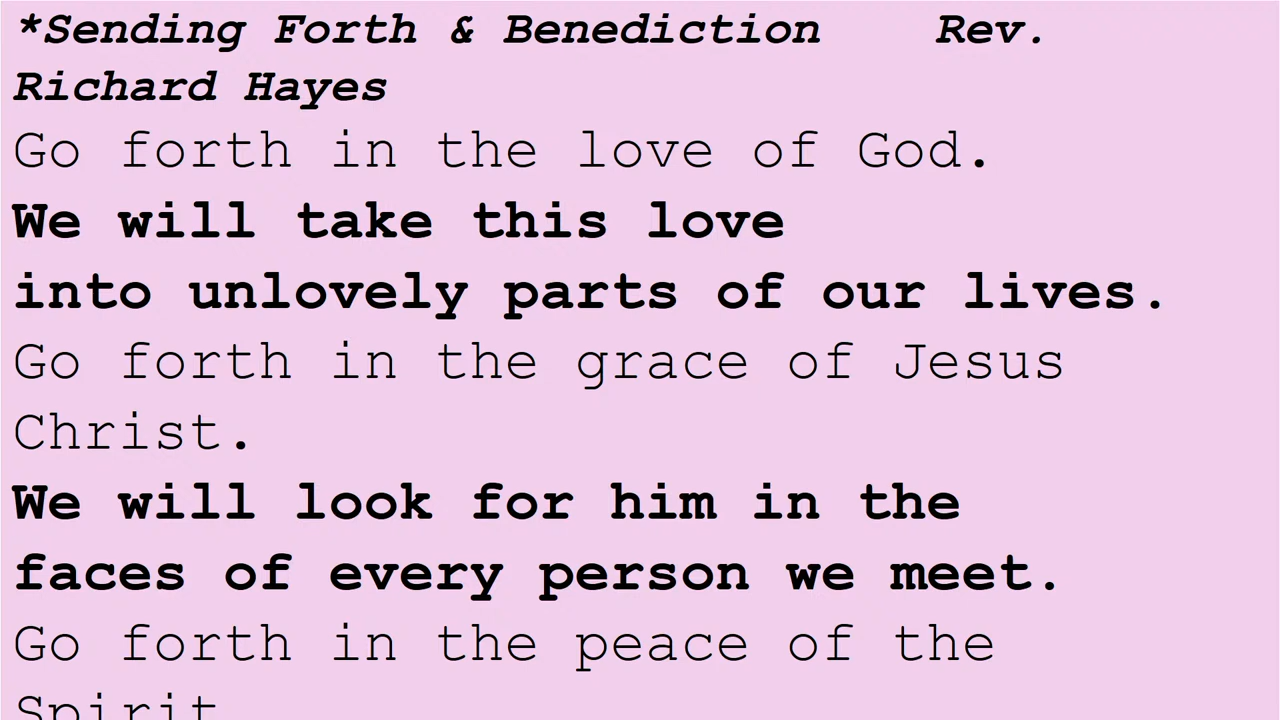 *Sending Forth & Benediction Rev.
Richard Hayes
Go forth in the love of God.
We will take this love
into unlovely parts of our lives.
Go forth in the grace of Jesus
Christ.
We will look for him in the
faces of every person we meet.
Go forth in the peace of the
Spirit